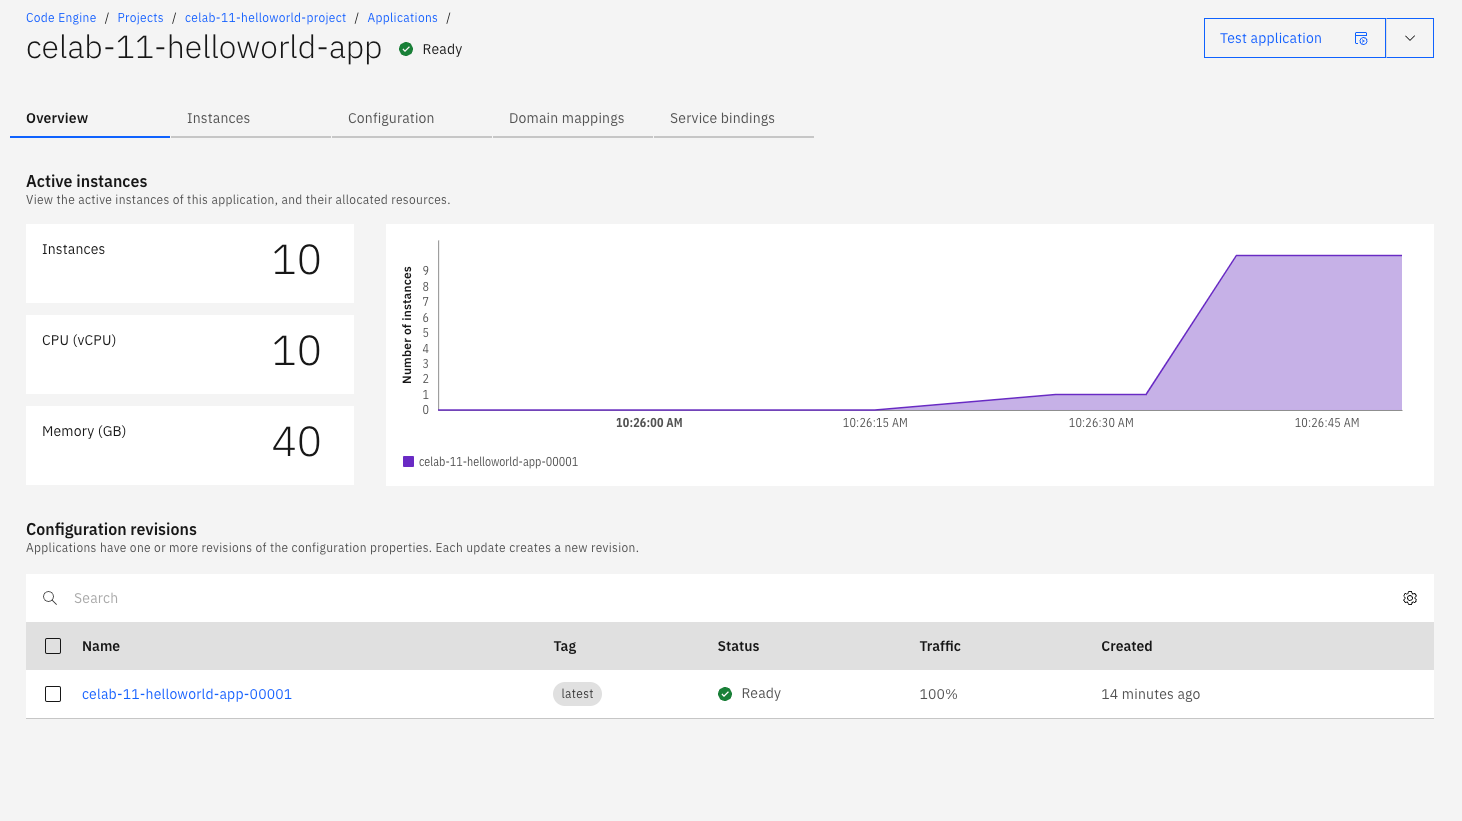 Code Engine / Projects / celab-11-helloworld-project / Applications /
celab-11-helloworld-app Ready
Test application
Overview Instances Configuration Domain mappings Service bindings
Active instances
View the active instances of this application, and their allocated resources.
Instances 10
CPU (vCPU) 10
Memory (GB) 40
Number of instances
9
8
7
6
5
4
3
2
1
0
10:26:00 AM 10:26:15 AM 10:26:30 AM 10:26:45 AM
celab-11-helloworld-app-00001
Configuration revisions
Applications have one or more revisions of the configuration properties. Each update creates a new revision.
Search
Name Tag Status Traffic Created
celab-11-helloworld-app-00001 latest Ready 100% 14 minutes ago